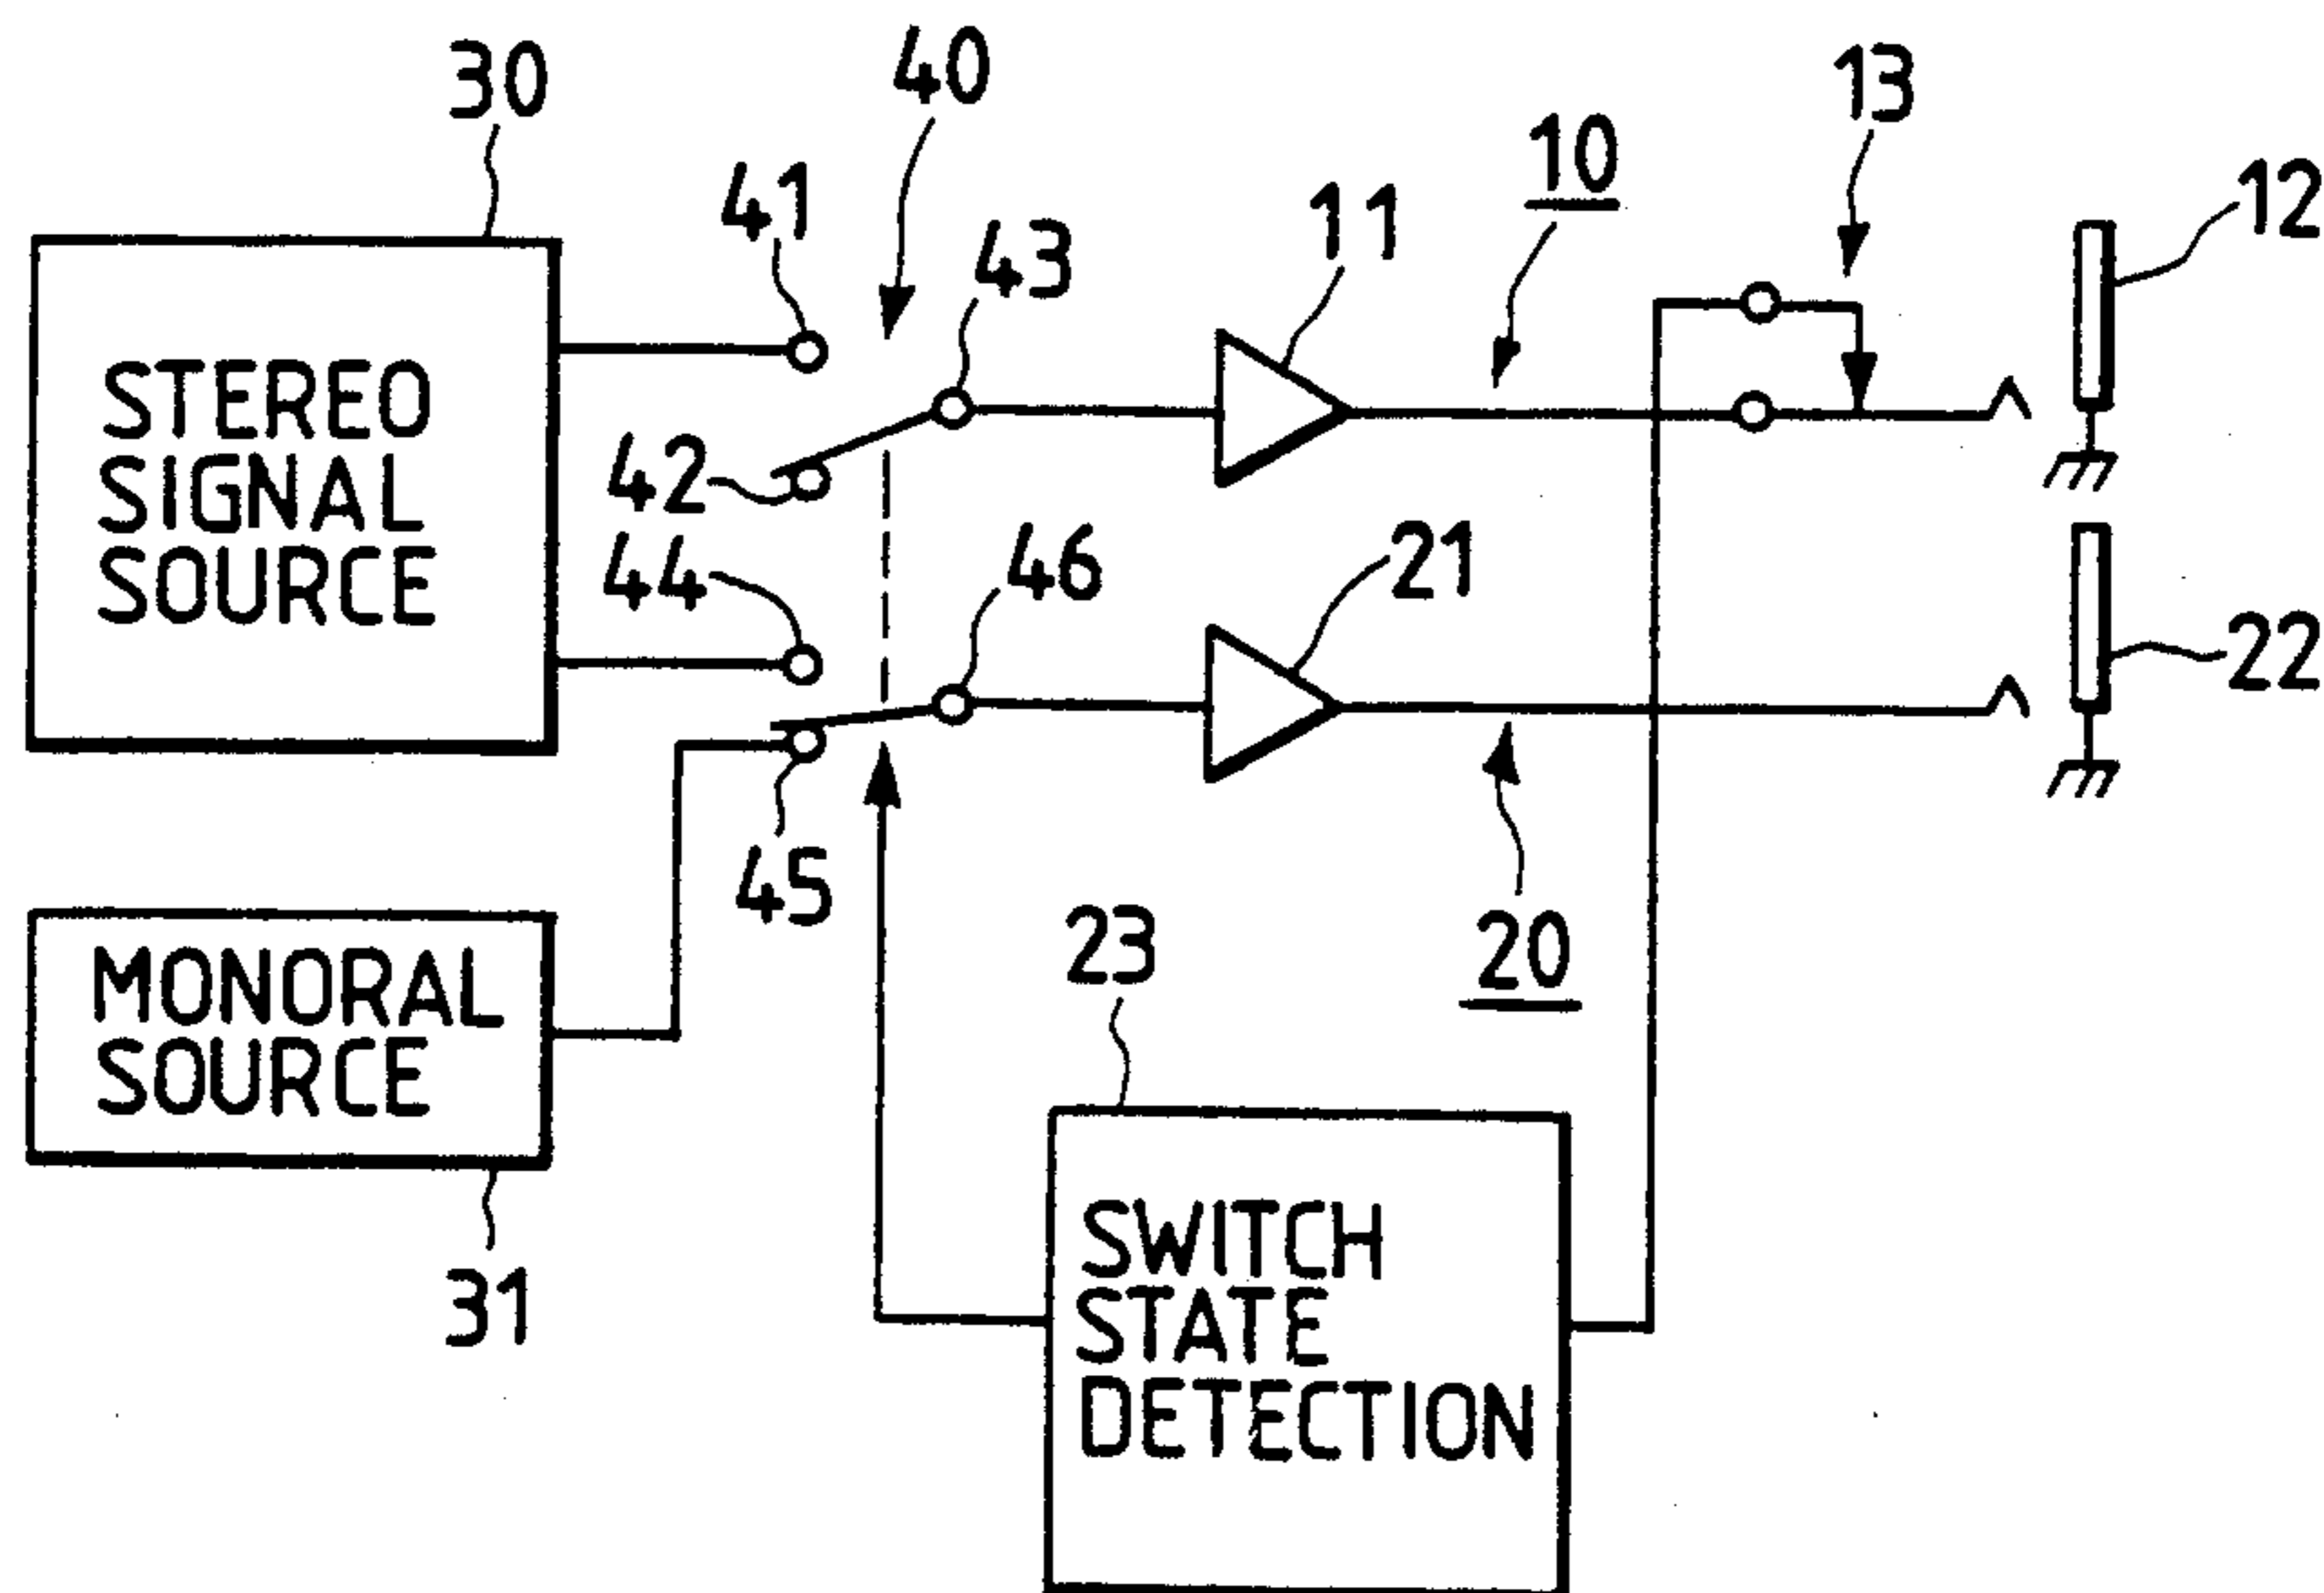 30
40
13
10
12
41
11
43
STEREO
SIGNAL
SOURCE
42
44
46
21
22
45
23
20
MONORAL
SOURCE
31
SWITCH
STATE
DETECTION